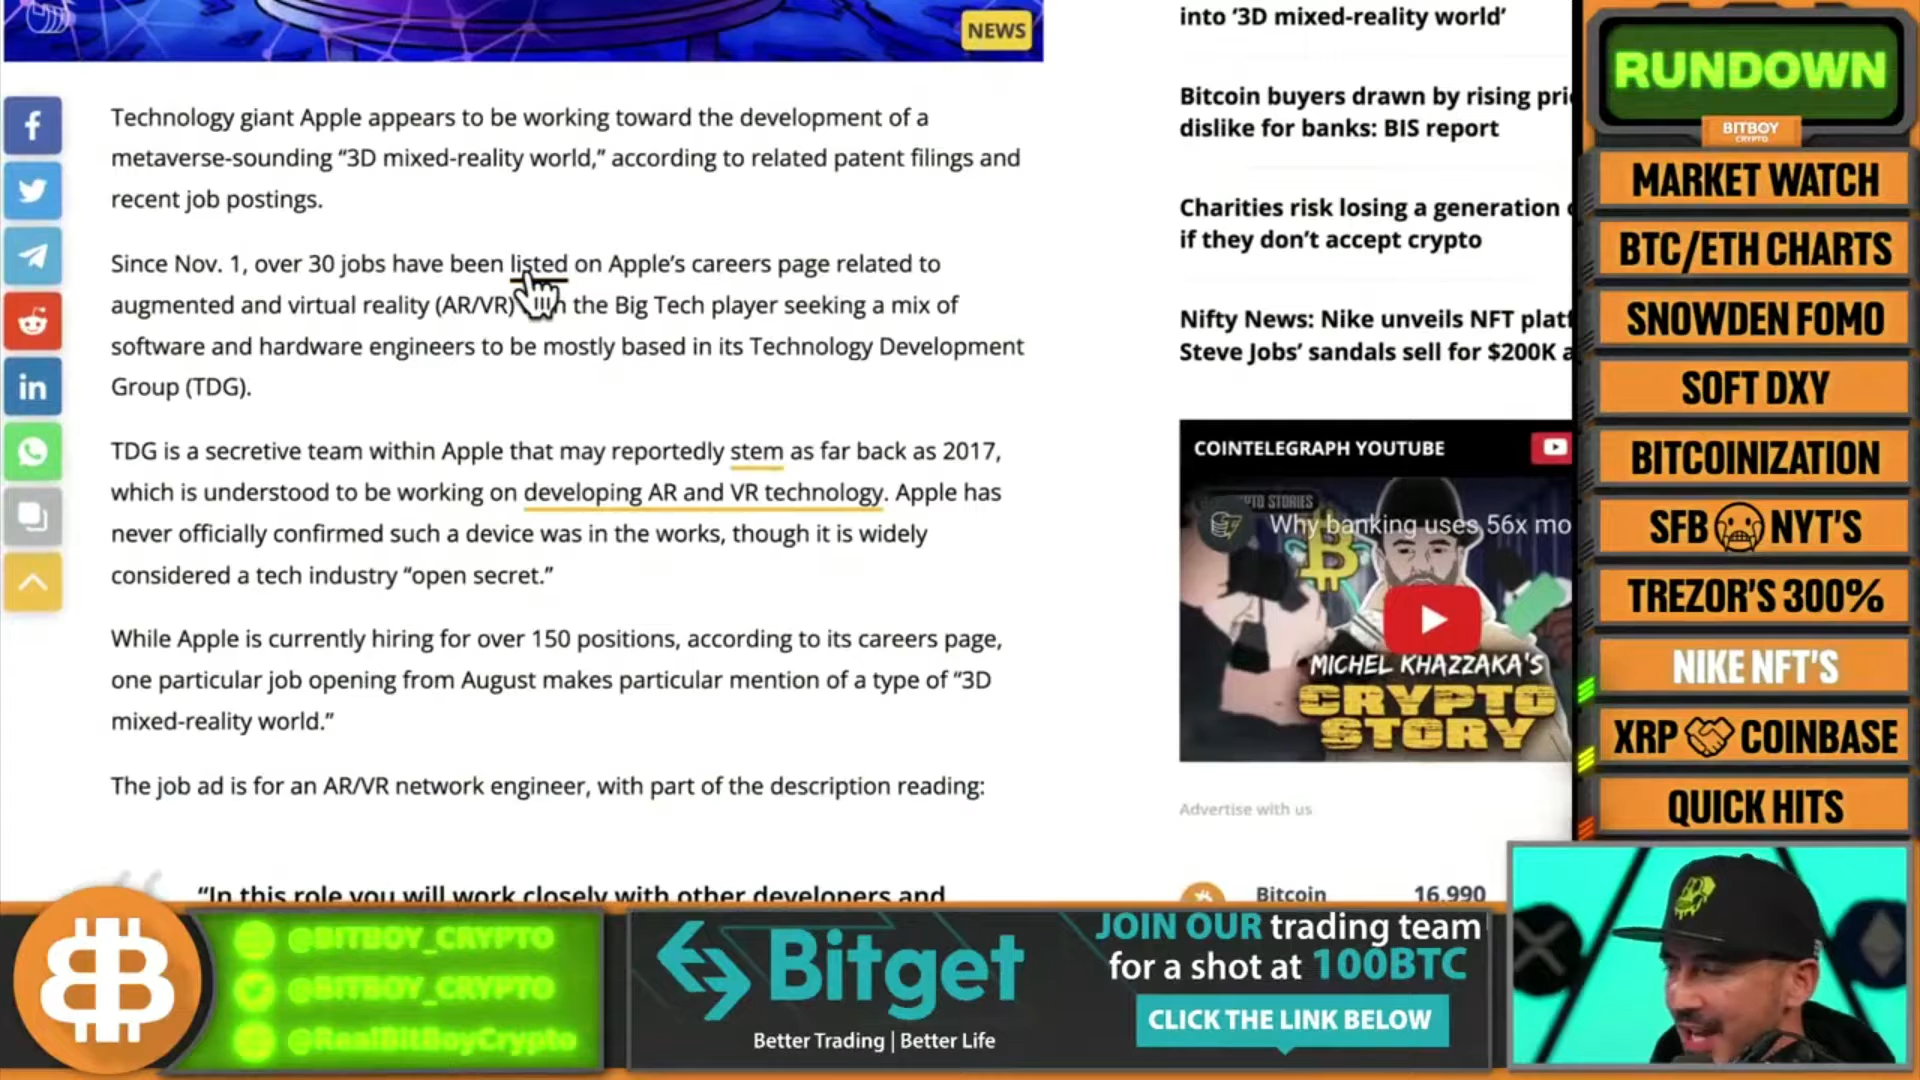 NEWS
Technology giant Apple appears to be working toward the development of a
metaverse-sounding “3D mixed-reality world,” according to related patent filings and
recent job postings.
Since Nov. 1, over 30 jobs have been listed on Apple’s careers page related to
augmented and virtual reality (AR/VR) the Big Tech player seeking a mix of
software and hardware engineers to be mostly based in its Technology Development
Group (TDG).
TDG is a secretive team within Apple that may reportedly stem as far back as 2017,
which is understood to be working on developing AR and VR technology. Apple has
never officially confirmed such a device was in the works, though it is widely
considered a tech industry “open secret.”
While Apple is currently hiring for over 150 positions, according to its careers page,
one particular job opening from August makes particular mention of a type of “3D
mixed-reality world.”
The job ad is for an AR/VR network engineer, with part of the description reading:
“In this role you will work closely with other developers and
into ‘3D mixed-reality world’
Bitcoin buyers drawn by rising pri
dislike for banks: BIS report
Charities risk losing a generation
if they don’t accept crypto
Nifty News: Nike unveils NFT platf
Steve Jobs’ sandals sell for $200K a
COINTELEGRAPH YOUTUBE
STORIES
Why banking uses 56x mo
MICHEL KHAZZAKA'S
CRYPTO
STORY
Advertise with us
Bitcoin 16,990
RUNDOWN
BITBOY
CRYPTO
MARKET WATCH
BTC/ETH CHARTS
SNOWDEN FOMO
SOFT DXY
BITCOINIZATION
SFB NYT'S
TREZOR'S 300%
NIKE NFT'S
XRP COINBASE
QUICK HITS
@BITBOY_CRYPTO
@BITBOY_CRYPTO
@RealBitBoyCrypto
Bitget
Better Trading | Better Life
JOIN OUR trading team
for a shot at 100BTC
CLICK THE LINK BELOW